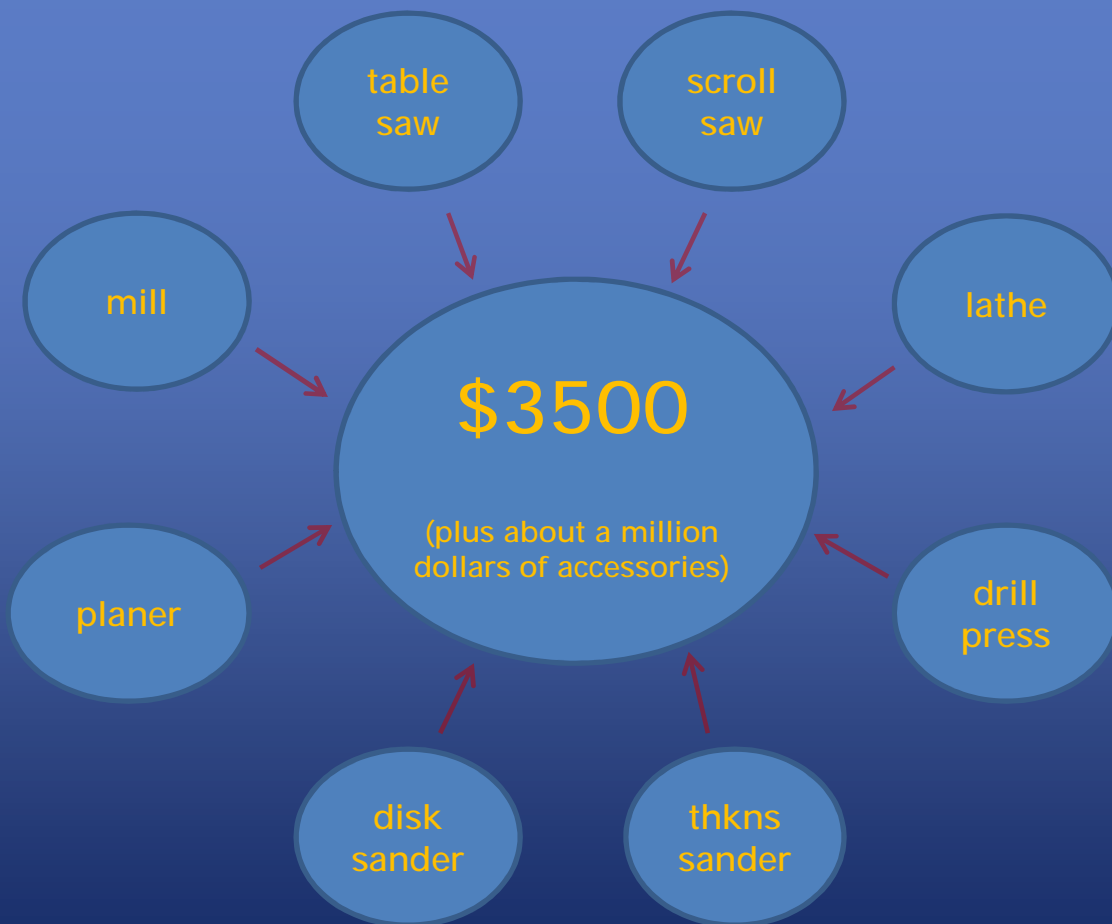 table
saw
scroll
saw
mill
lathe
$3500
(plus about a million
dollars of accessories)
planer
drill
press
disk
sander
thkns
sander